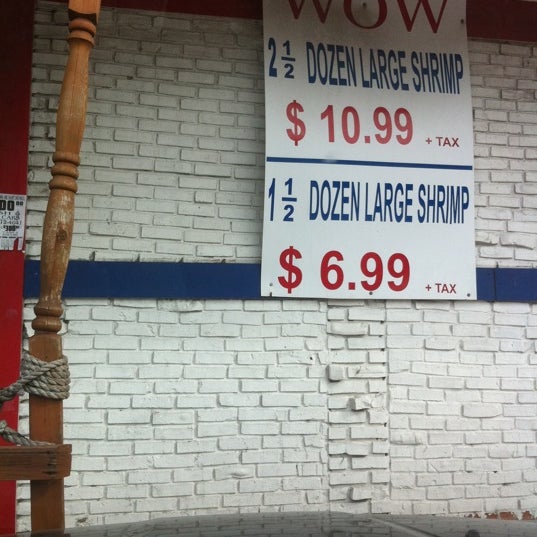 WOW
2 1/2 DOZEN LARGE SHRIMP
$ 10.99 + TAX
1 1/2 DOZEN LARGE SHRIMP
$ 6.99 + TAX